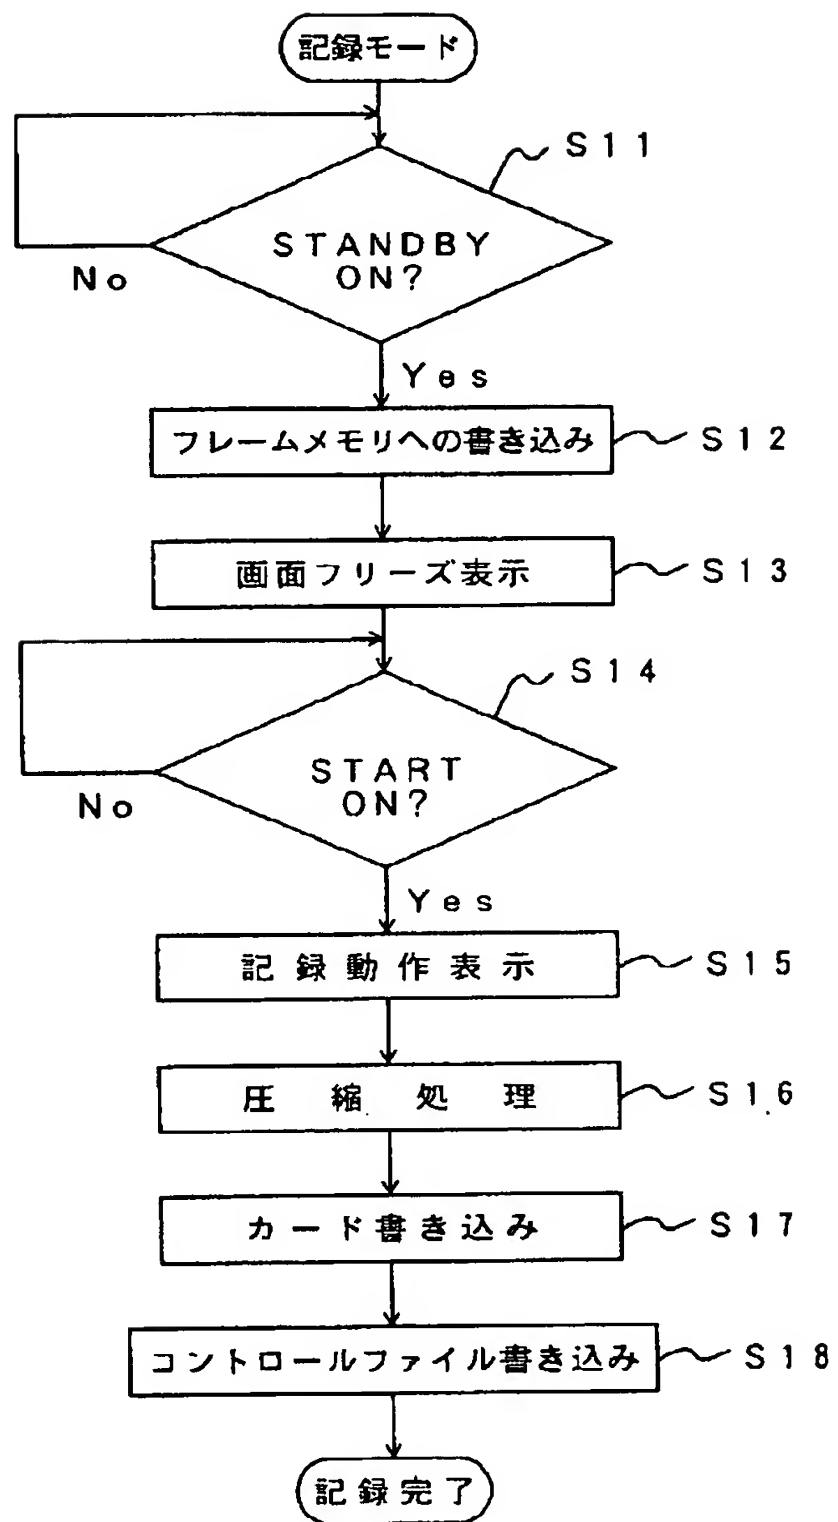 記録モード
S11
STANDBY
ON?
No
Yes
フレームメモリへの書き込み
S12
画面フリーズ表示
S13
S14
START
ON?
No
Yes
記録動作表示
S15
圧縮処理
S16
カード書き込み
S17
コントロールファイル書き込み
S18
記録完了